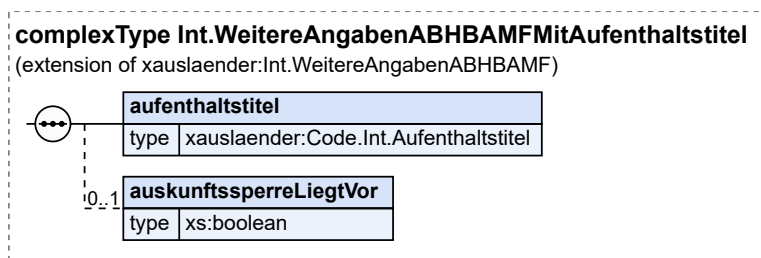 complexType Int.WeitereAngabenABHBAMFMitAufenthaltstitel
(extension of xauslaender:Int.WeitereAngabenABHBAMF)
aufenthaltstitel
type xauslaender:Code.Int.Aufenthaltstitel
0..1 auskunftssperreLiegtVor
type xs:boolean